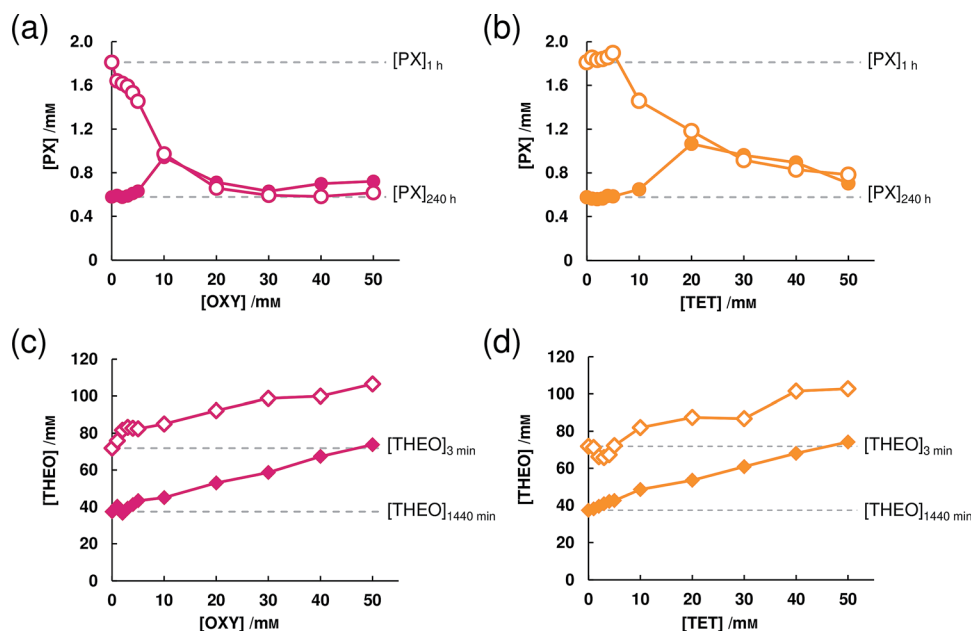 (a)
2.0
1.6
1.2
0.8
0.4
0
[PX] /mM
0 10 20 30 40 50
[OXY] /mM
[PX]1 h
[PX]240 h
(b)
2.0
1.6
1.2
0.8
0.4
0
[PX] /mM
0 10 20 30 40 50
[TET] /mM
[PX]1 h
[PX]240 h
(c)
120
100
80
60
40
20
0
[THEO] /mM
0 10 20 30 40 50
[OXY] /mM
[THEO]3 min
[THEO]1440 min
(d)
120
100
80
60
40
20
0
[THEO] /mM
0 10 20 30 40 50
[TET] /mM
[THEO]3 min
[THEO]1440 min